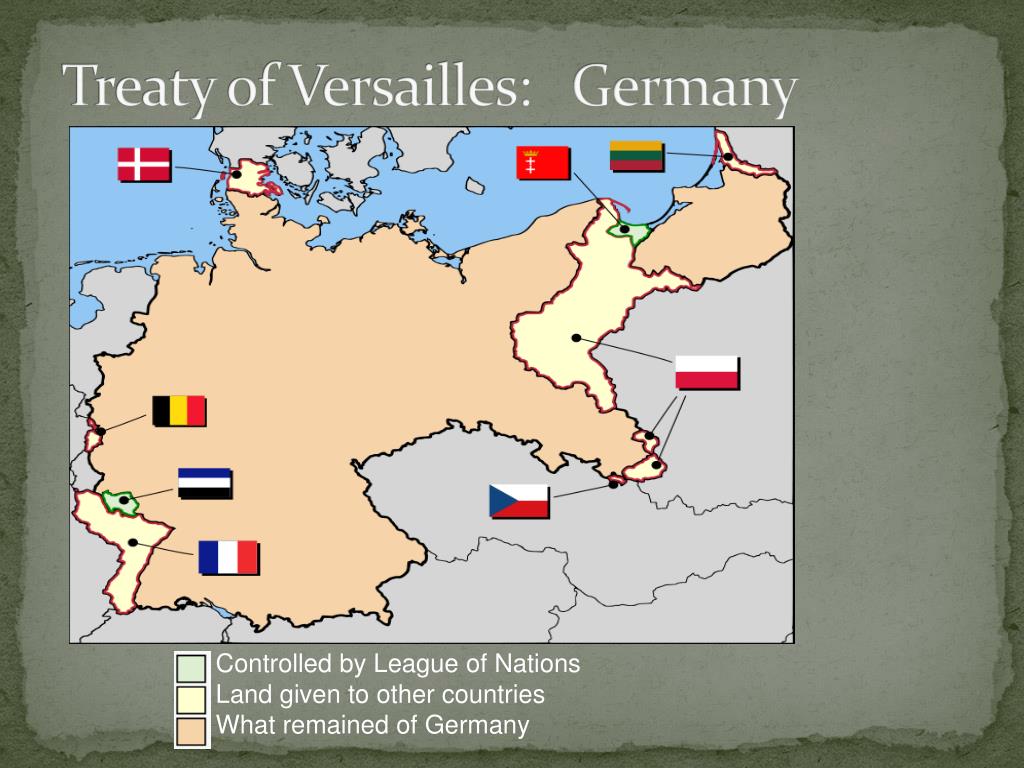 Treaty of Versailles: Germany
Controlled by League of Nations
Land given to other countries
What remained of Germany